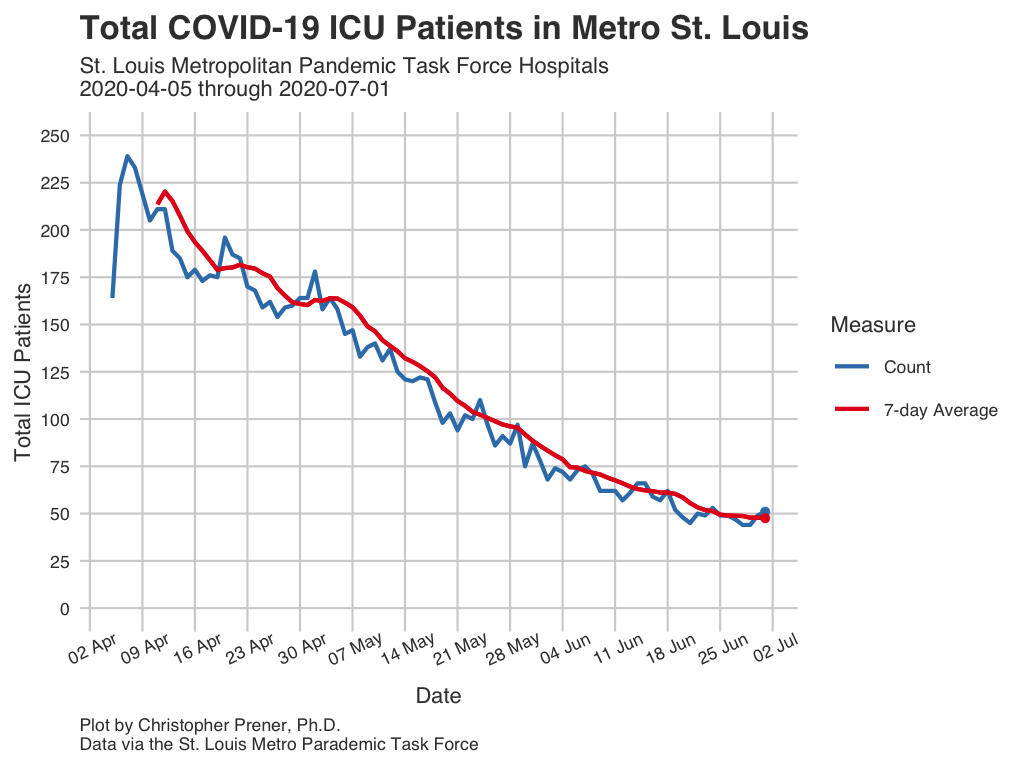 Total COVID-19 ICU Patients in Metro St. Louis
St. Louis Metropolitan Pandemic Task Force Hospitals
2020-04-05 through 2020-07-01
250
225
200
175
150
125
100
75
50
25
0
Total ICU Patients
02 Apr
09 Apr
16 Apr
23 Apr
30 Apr
07 May
14 May
21 May
28 May
04 Jun
11 Jun
18 Jun
25 Jun
02 Jul
Date
Measure
Count
7-day Average
Plot by Christopher Prener, Ph.D.
Data via the St. Louis Metro Parademic Task Force